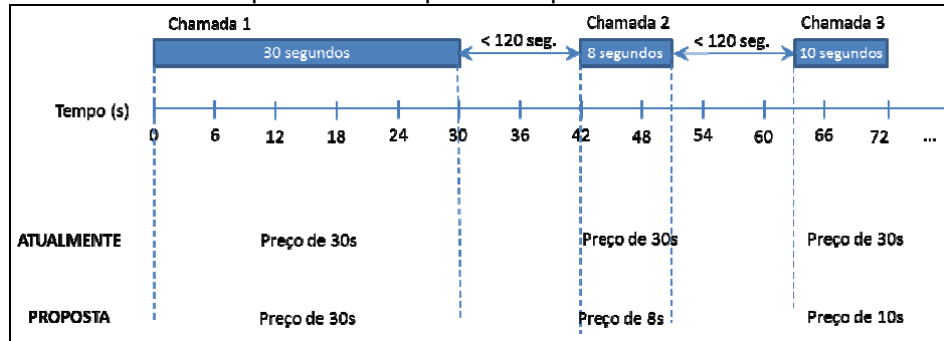 Chamada 1 Chamada 2 Chamada 3
30 segundos < 120 seg. 8 segundos < 120 seg. 10 segundos
Tempo (s)
0 6 12 18 24 30 36 42 48 54 60 66 72 ...
ATUALMENTE Preço de 30s Preço de 30s Preço de 30s
PROPOSTA Preço de 30s Preço de 8s Preço de 10s